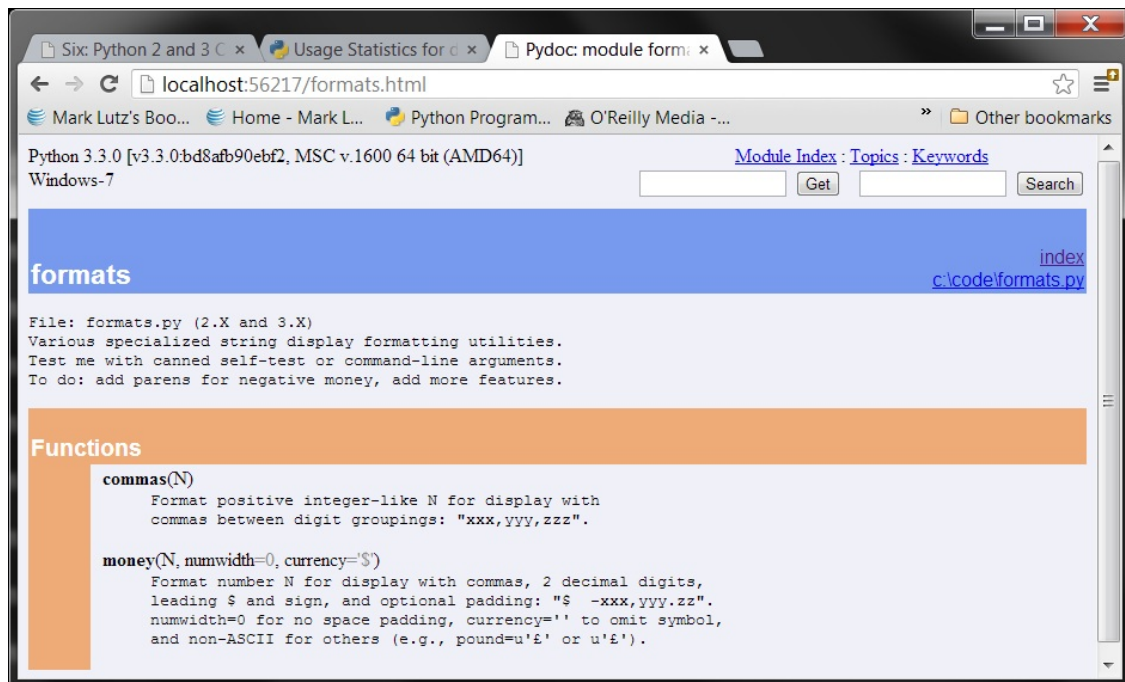 Six: Python 2 and 3 C
Usage Statistics for d
Pydoc: module forma
localhost:56217/formats.html
Mark Lutz's Boo...
Home - Mark L...
Python Program...
O'Reilly Media -...
»
Other bookmarks
Python 3.3.0 [v3.3.0:bd8afb90ebf2, MSC v.1600 64 bit (AMD64)]
Windows-7
Module Index : Topics : Keywords
Get
Search
formats
index
c:\code\formats.py
File: formats.py (2.X and 3.X)
Various specialized string display formatting utilities.
Test me with canned self-test or command-line arguments.
To do: add parens for negative money, add more features.
Functions
commas(N)
Format positive integer-like N for display with
commas between digit groupings: "xxx,yyy,zzz".
money(N, numwidth=0, currency='$')
Format number N for display with commas, 2 decimal digits,
leading $ and sign, and optional padding: "$  -xxx,yyy.zz".
numwidth=0 for no space padding, currency='' to omit symbol,
and non-ASCII for others (e.g., pound=u'£' or u'£').